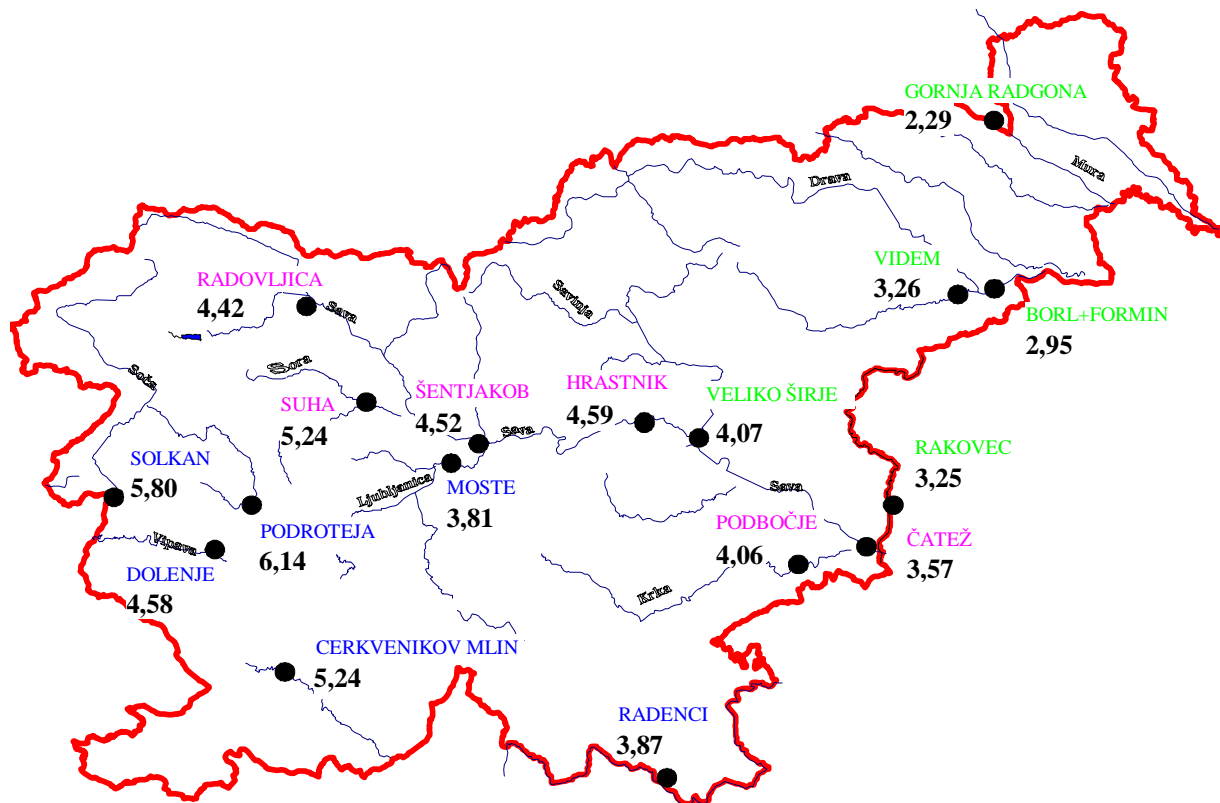 GORNJA RADGONA
2,29
Mura
Drava
VIDEM
3,26
BORL+FORMIN
2,95
RADOVLJICA
4,42
Sava
Savinja
Sora
Soča
SUHA
5,24
ŠENTJAKOB
4,52
Sava
HRASTNIK
4,59
VELIKO ŠIRJE
4,07
RAKOVEC
3,25
SOLKAN
5,80
Ljubljanica
MOSTE
3,81
Sava
PODROTEJA
6,14
Vipava
DOLENJE
4,58
PODBOČJE
4,06
ČATEŽ
3,57
Krka
CERKVENIKOV MLIN
5,24
RADENCI
3,87